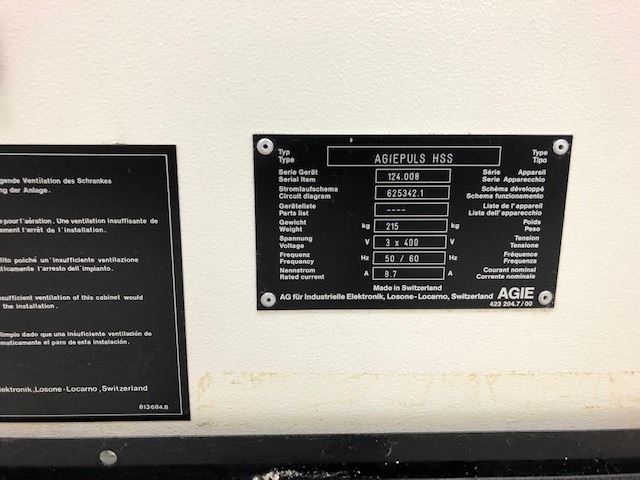 gende Ventilation des Schrankes
ng der Anlage.
pour l'aération. Une ventilation insuffisante de
ement l'arrêt de l'installation.
lito poiché un'insufficiente ventilazione
ticamente l'arresto dell'impianto.
sufficient ventilation of this cabinet would
the installation.
limpio dado que una insuficiente ventilación de
maticamente el paro de esta instalación.
lektronik, Losone-Locarno, Switzerland
813684.8
Typ AGIEPULS HSS Type
Type Tipo
Serie Gerät 124.008 Série Appareil
Serial Item Serie Apparecchio
Stromlaufschema 625342.1 Schéma développé
Circuit diagram Schema funzionamento
Geräteliste ---- Liste de l'appareil
Parts list Lista dell'apparecchio
Gewicht kg 215 kg Poids
Weight Peso
Spannung V 3 x 400 V Tension
Voltage Tensione
Frequenz Hz 50 / 60 Hz Fréquence
Frequency Frequenza
Nennstrom A 8.7 A Courant nominal
Rated current Corrente nominale
Made in Switzerland
AG für Industrielle Elektronik, Losone-Locarno, Switzerland AGIE
423 204.7/00